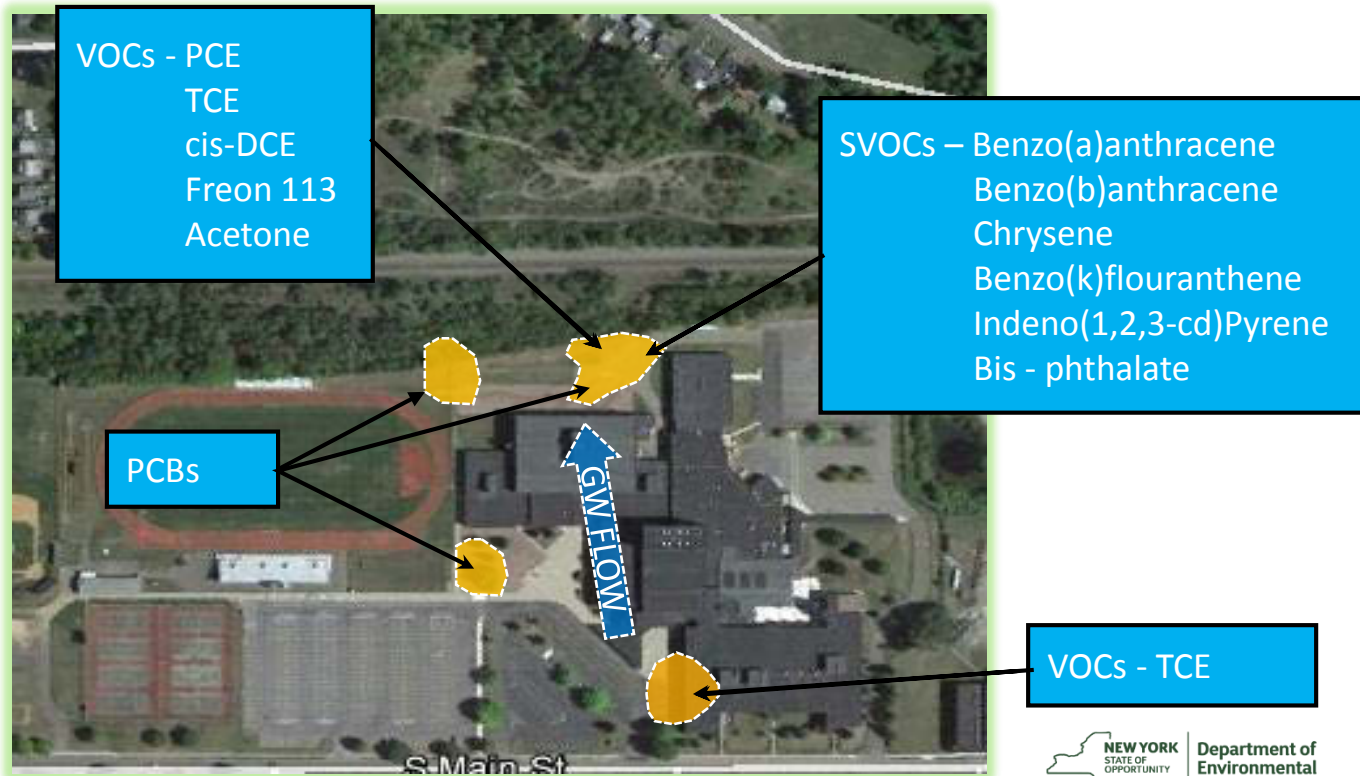 VOCs - PCE
TCE
cis-DCE
Freon 113
Acetone
SVOCs – Benzo(a)anthracene
Benzo(b)anthracene
Chrysene
Benzo(k)flouranthene
Indeno(1,2,3-cd)Pyrene
Bis - phthalate
PCBs
GW FLOW
VOCs - TCE
S Main St
NEW YORK
STATE OF
OPPORTUNITY
Department of
Environmental